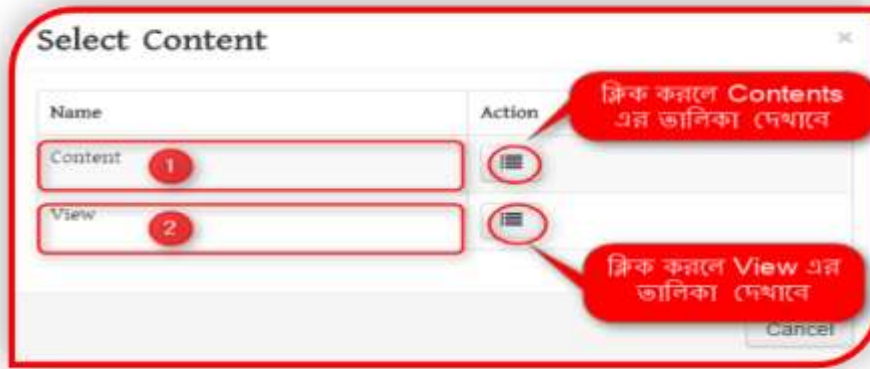 Select Content
×
Name Action
ক্লিক করলে Contents
এর তালিকা দেখাবে
Content 1
View 2
ক্লিক করলে View এর
তালিকা দেখাবে
Cancel